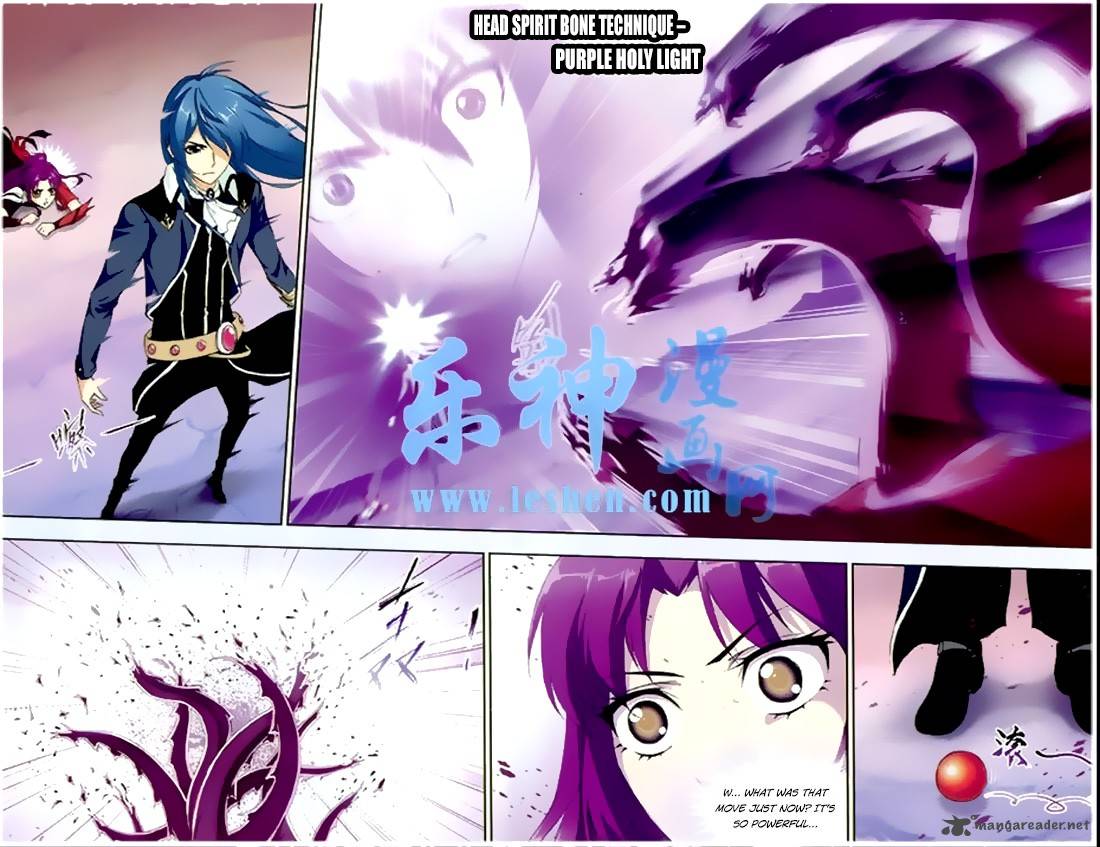 HEAD SPIRIT BONE TECHNIQUE –
PURPLE HOLY LIGHT
乐神漫画网
www.leshen.com
W... WHAT WAS THAT
MOVE JUST NOW? IT'S
SO POWERFUL...
滚
mangareader.net